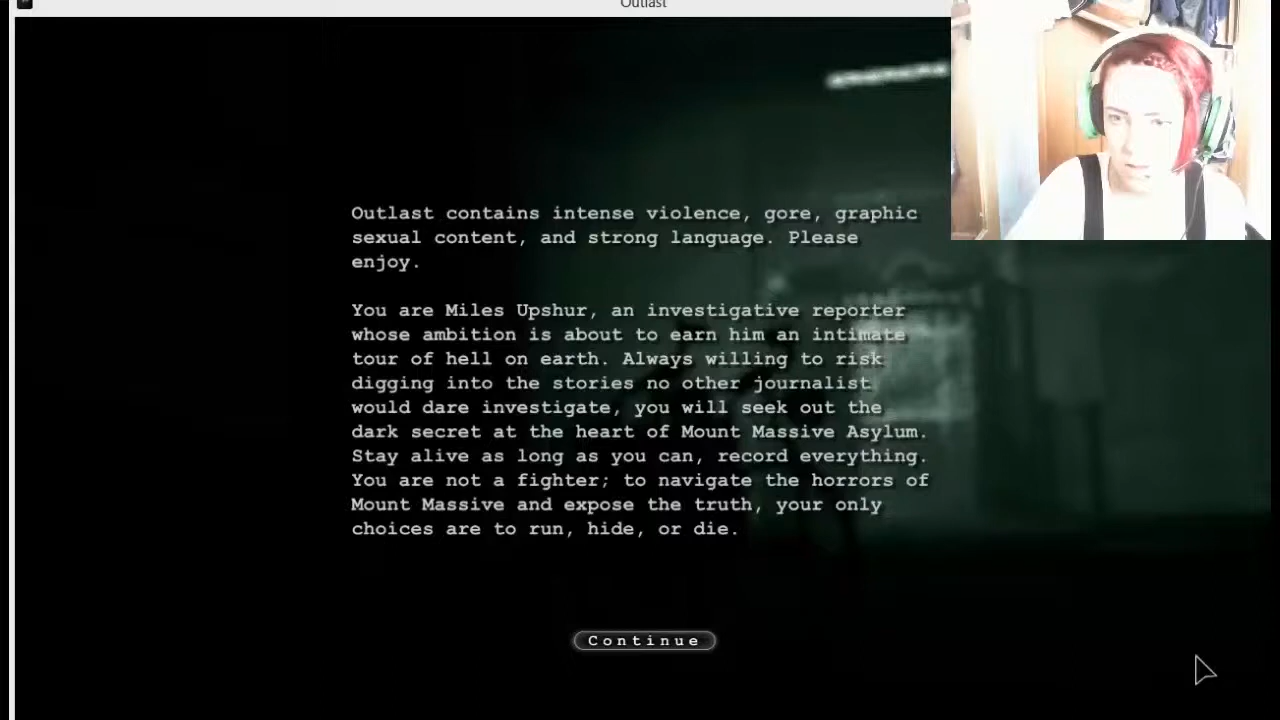 Outlast
Outlast contains intense violence, gore, graphic
sexual content, and strong language. Please
enjoy.
You are Miles Upshur, an investigative reporter
whose ambition is about to earn him an intimate
tour of hell on earth. Always willing to risk
digging into the stories no other journalist
would dare investigate, you will seek out the
dark secret at the heart of Mount Massive Asylum.
Stay alive as long as you can, record everything.
You are not a fighter; to navigate the horrors of
Mount Massive and expose the truth, your only
choices are to run, hide, or die.
Continue